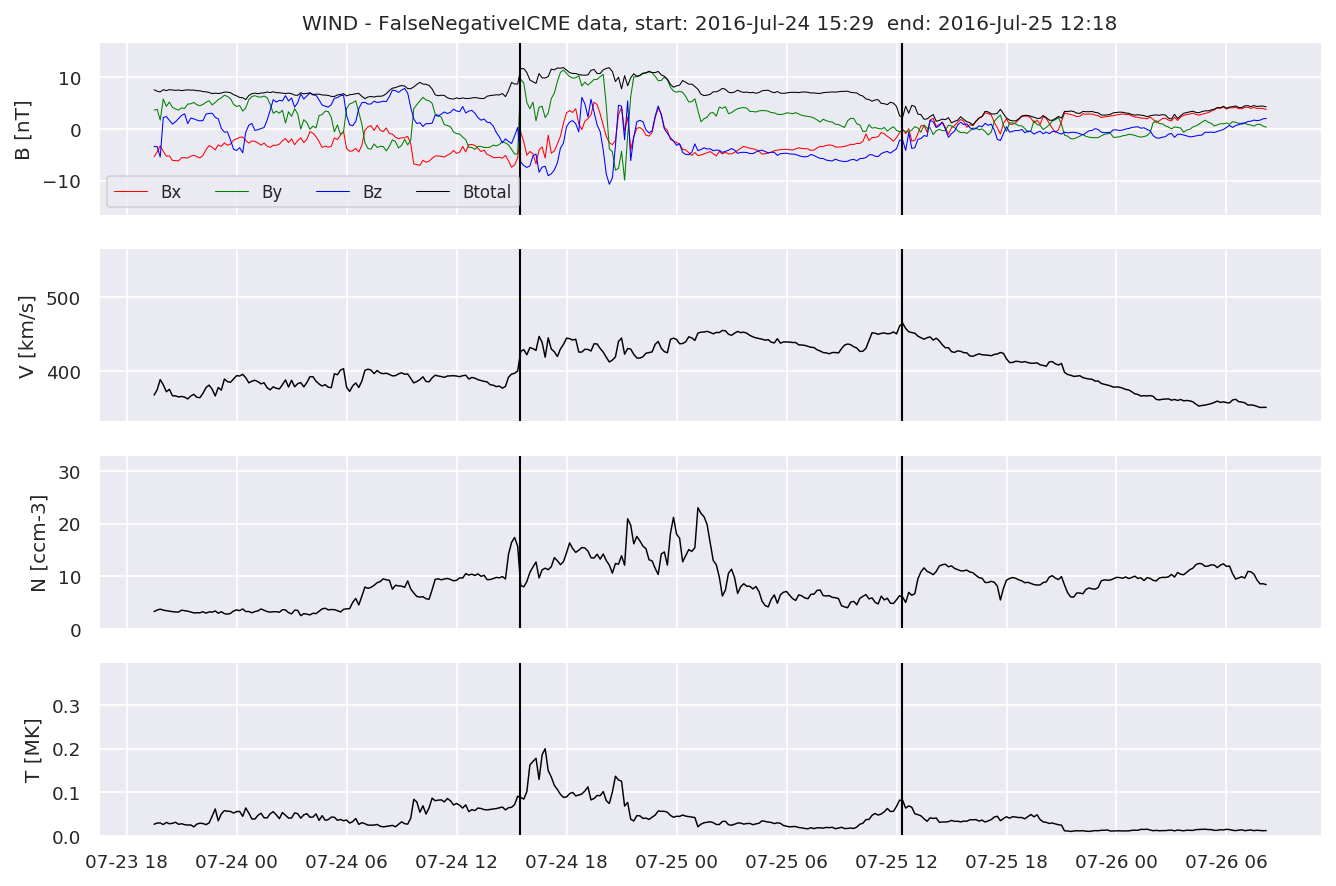 WIND - FalseNegativeICME data, start: 2016-Jul-24 15:29  end: 2016-Jul-25 12:18
B [nT]
10
0
−10
Bx By Bz Btotal
V [km/s]
500
400
N [ccm-3]
30
20
10
0
T [MK]
0.3
0.2
0.1
0.0
07-23 18 07-24 00 07-24 06 07-24 12 07-24 18 07-25 00 07-25 06 07-25 12 07-25 18 07-26 00 07-26 06